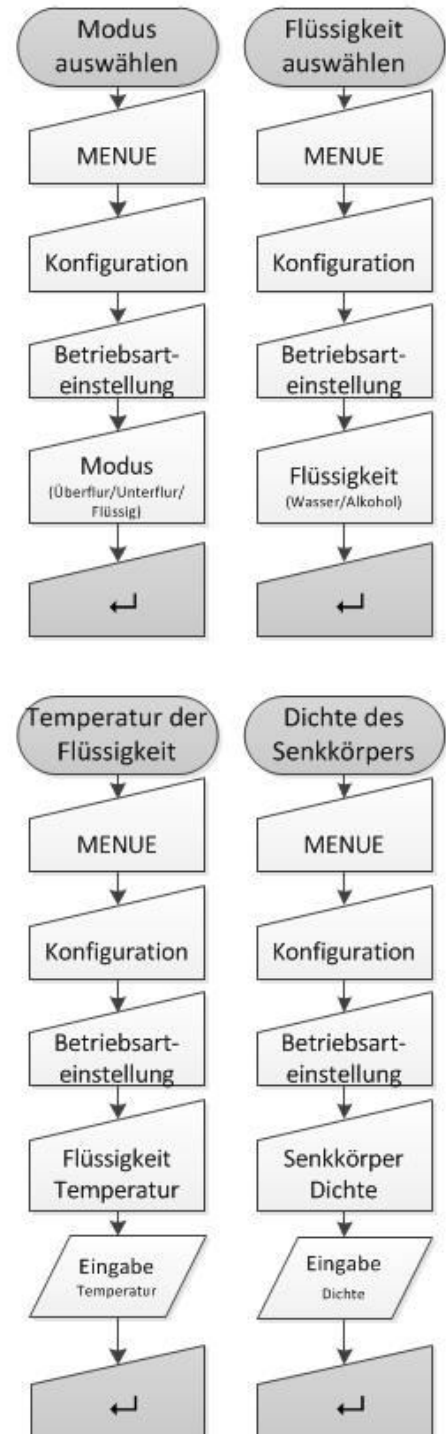 Modus
auswählen
MENUE
Konfiguration
Betriebsart-
einstellung
Modus
(Überflur/Unterflur/
Flüssig)
↵
Flüssigkeit
auswählen
MENUE
Konfiguration
Betriebsart-
einstellung
Flüssigkeit
(Wasser/Alkohol)
↵
Temperatur der
Flüssigkeit
MENUE
Konfiguration
Betriebsart-
einstellung
Flüssigkeit
Temperatur
Eingabe
Temperatur
↵
Dichte des
Senkkörpers
MENUE
Konfiguration
Betriebsart-
einstellung
Senkkörper
Dichte
Eingabe
Dichte
↵